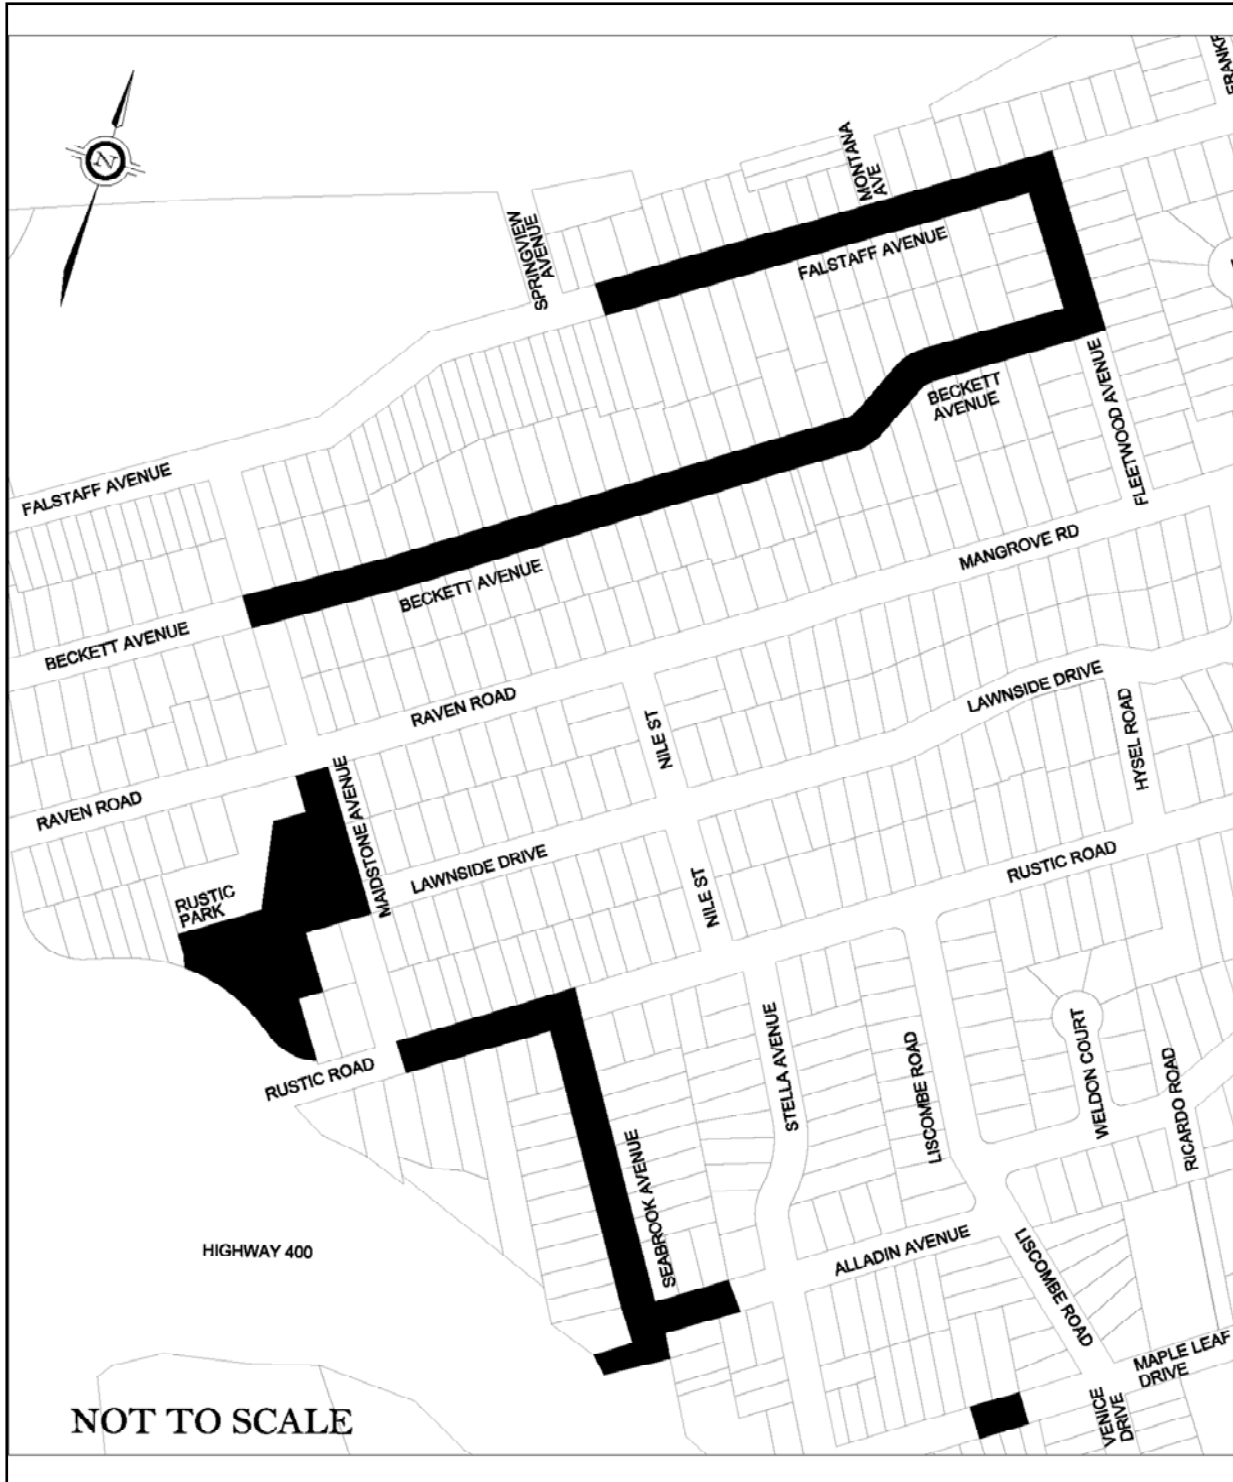 FRANKF
N
MONTANA
AVE
SPRINGVIEW
AVENUE
FALSTAFF AVENUE
BECKETT
AVENUE
FLEETWOOD AVENUE
FALSTAFF AVENUE
MANGROVE RD
BECKETT AVENUE
BECKETT AVENUE
RAVEN ROAD
LAWNSIDE DRIVE
NILE ST
HYSEL ROAD
RAVEN ROAD
MAIDSTONE AVENUE
LAWNSIDE DRIVE
RUSTIC ROAD
RUSTIC
PARK
NILE ST
STELLA AVENUE
LISCOMBE ROAD
WELDON COURT
RICARDO ROAD
RUSTIC ROAD
SEABROOK AVENUE
HIGHWAY 400
ALLADIN AVENUE
LISCOMBE ROAD
MAPLE LEAF
DRIVE
VENICE
DRIVE
NOT TO SCALE